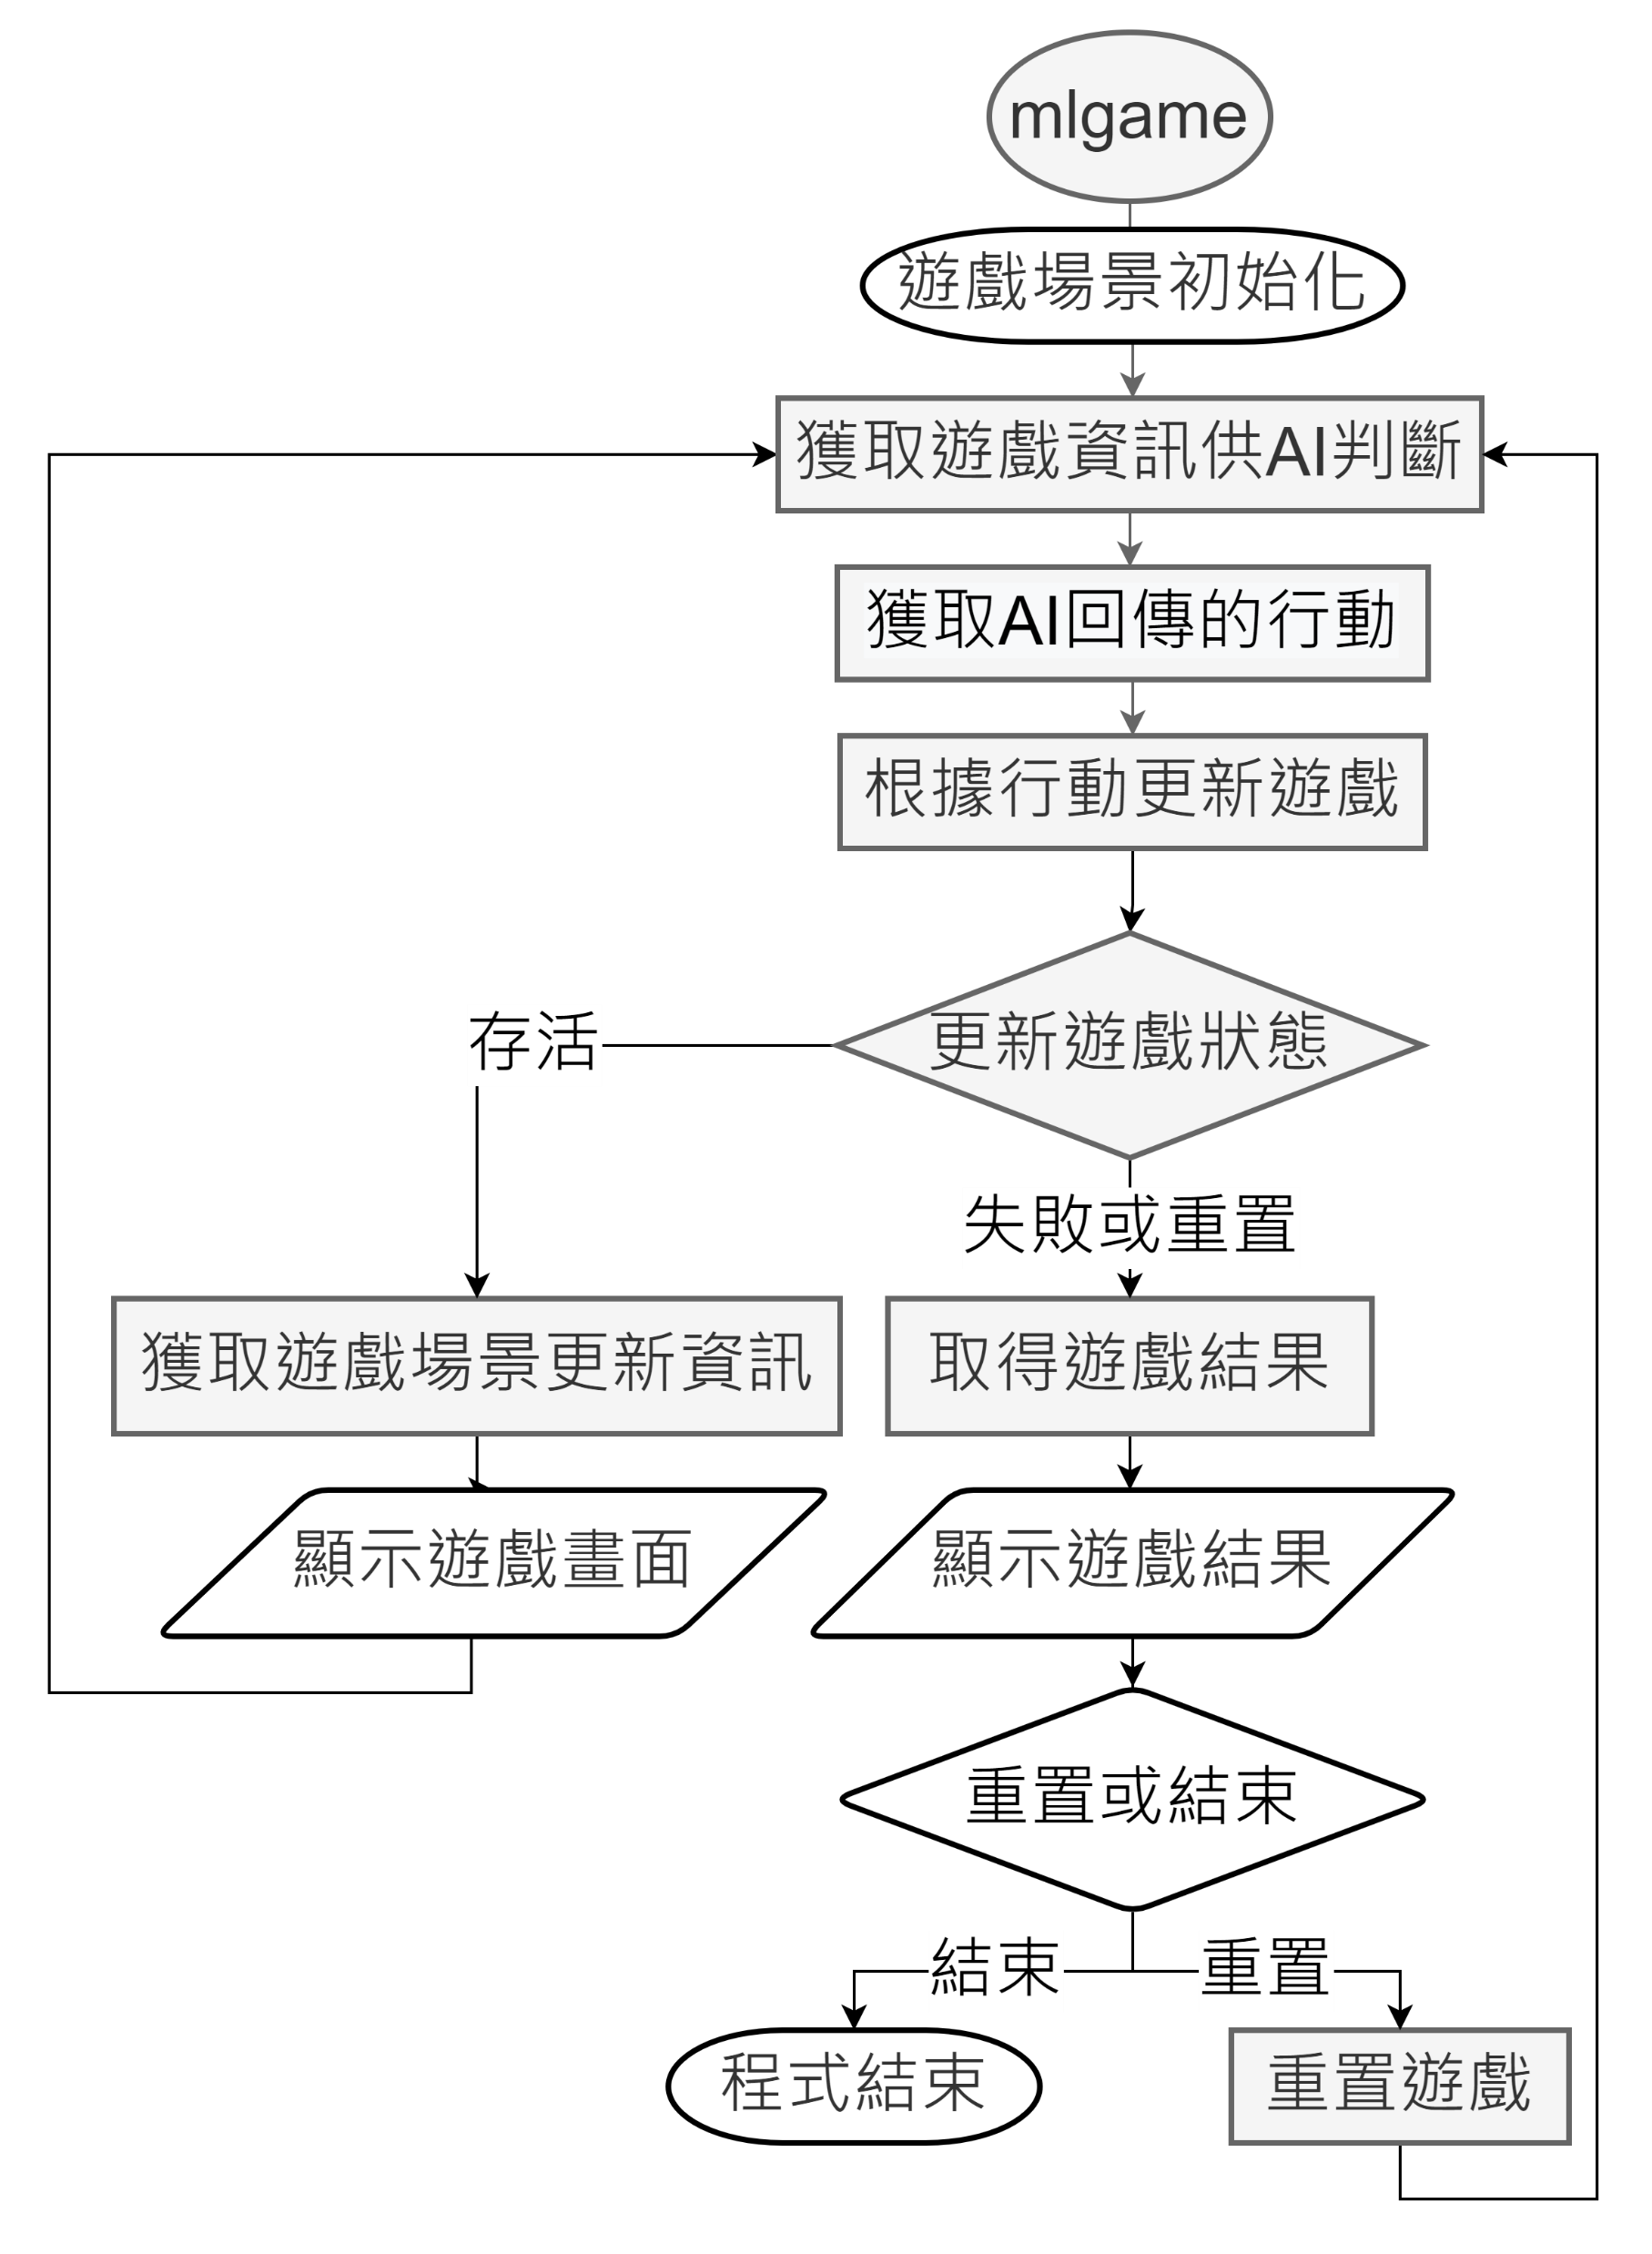 mlgame
遊戲場景初始化
獲取遊戲資訊供AI判斷
獲取AI回傳的行動
根據行動更新遊戲
更新遊戲狀態
存活
失敗或重置
獲取遊戲場景更新資訊
取得遊戲結果
顯示遊戲畫面
顯示遊戲結果
重置或結束
結束
重置
程式結束
重置遊戲